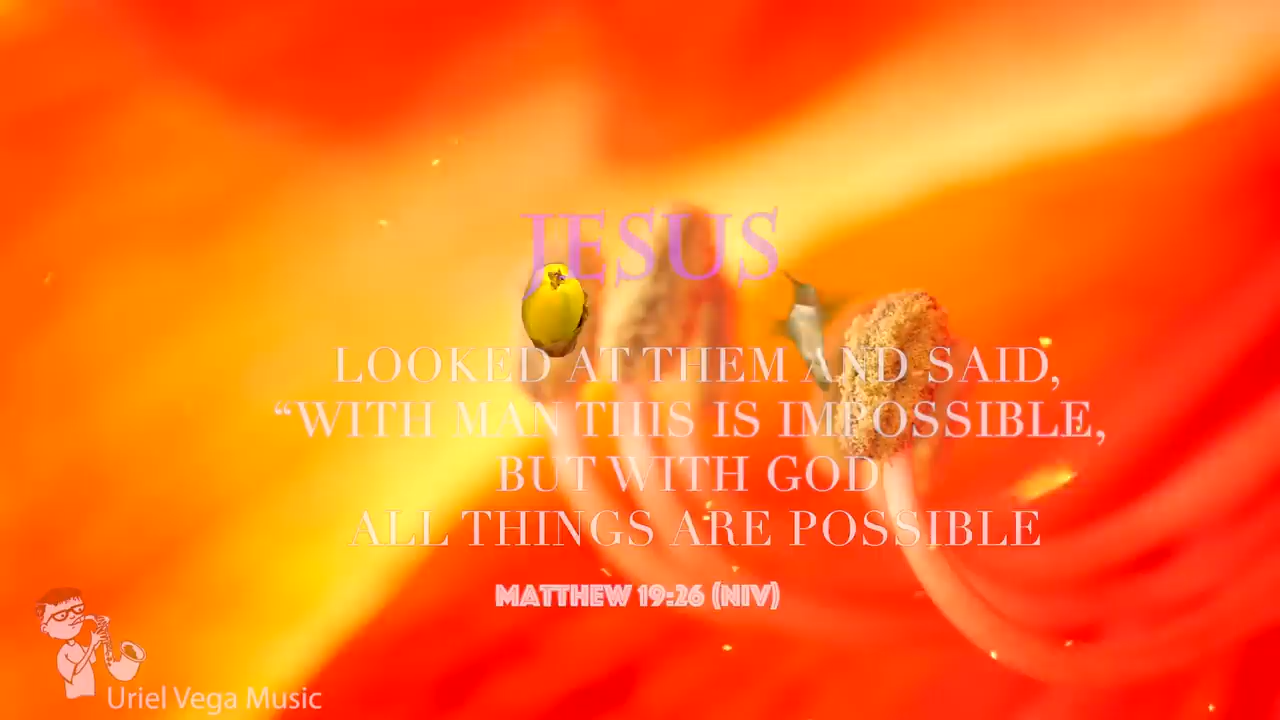 JESUS
LOOKED AT THEM AND SAID,
“WITH MAN THIS IS IMPOSSIBLE,
BUT WITH GOD
ALL THINGS ARE POSSIBLE
MATTHEW 19:26 (NIV)
Uriel Vega Music